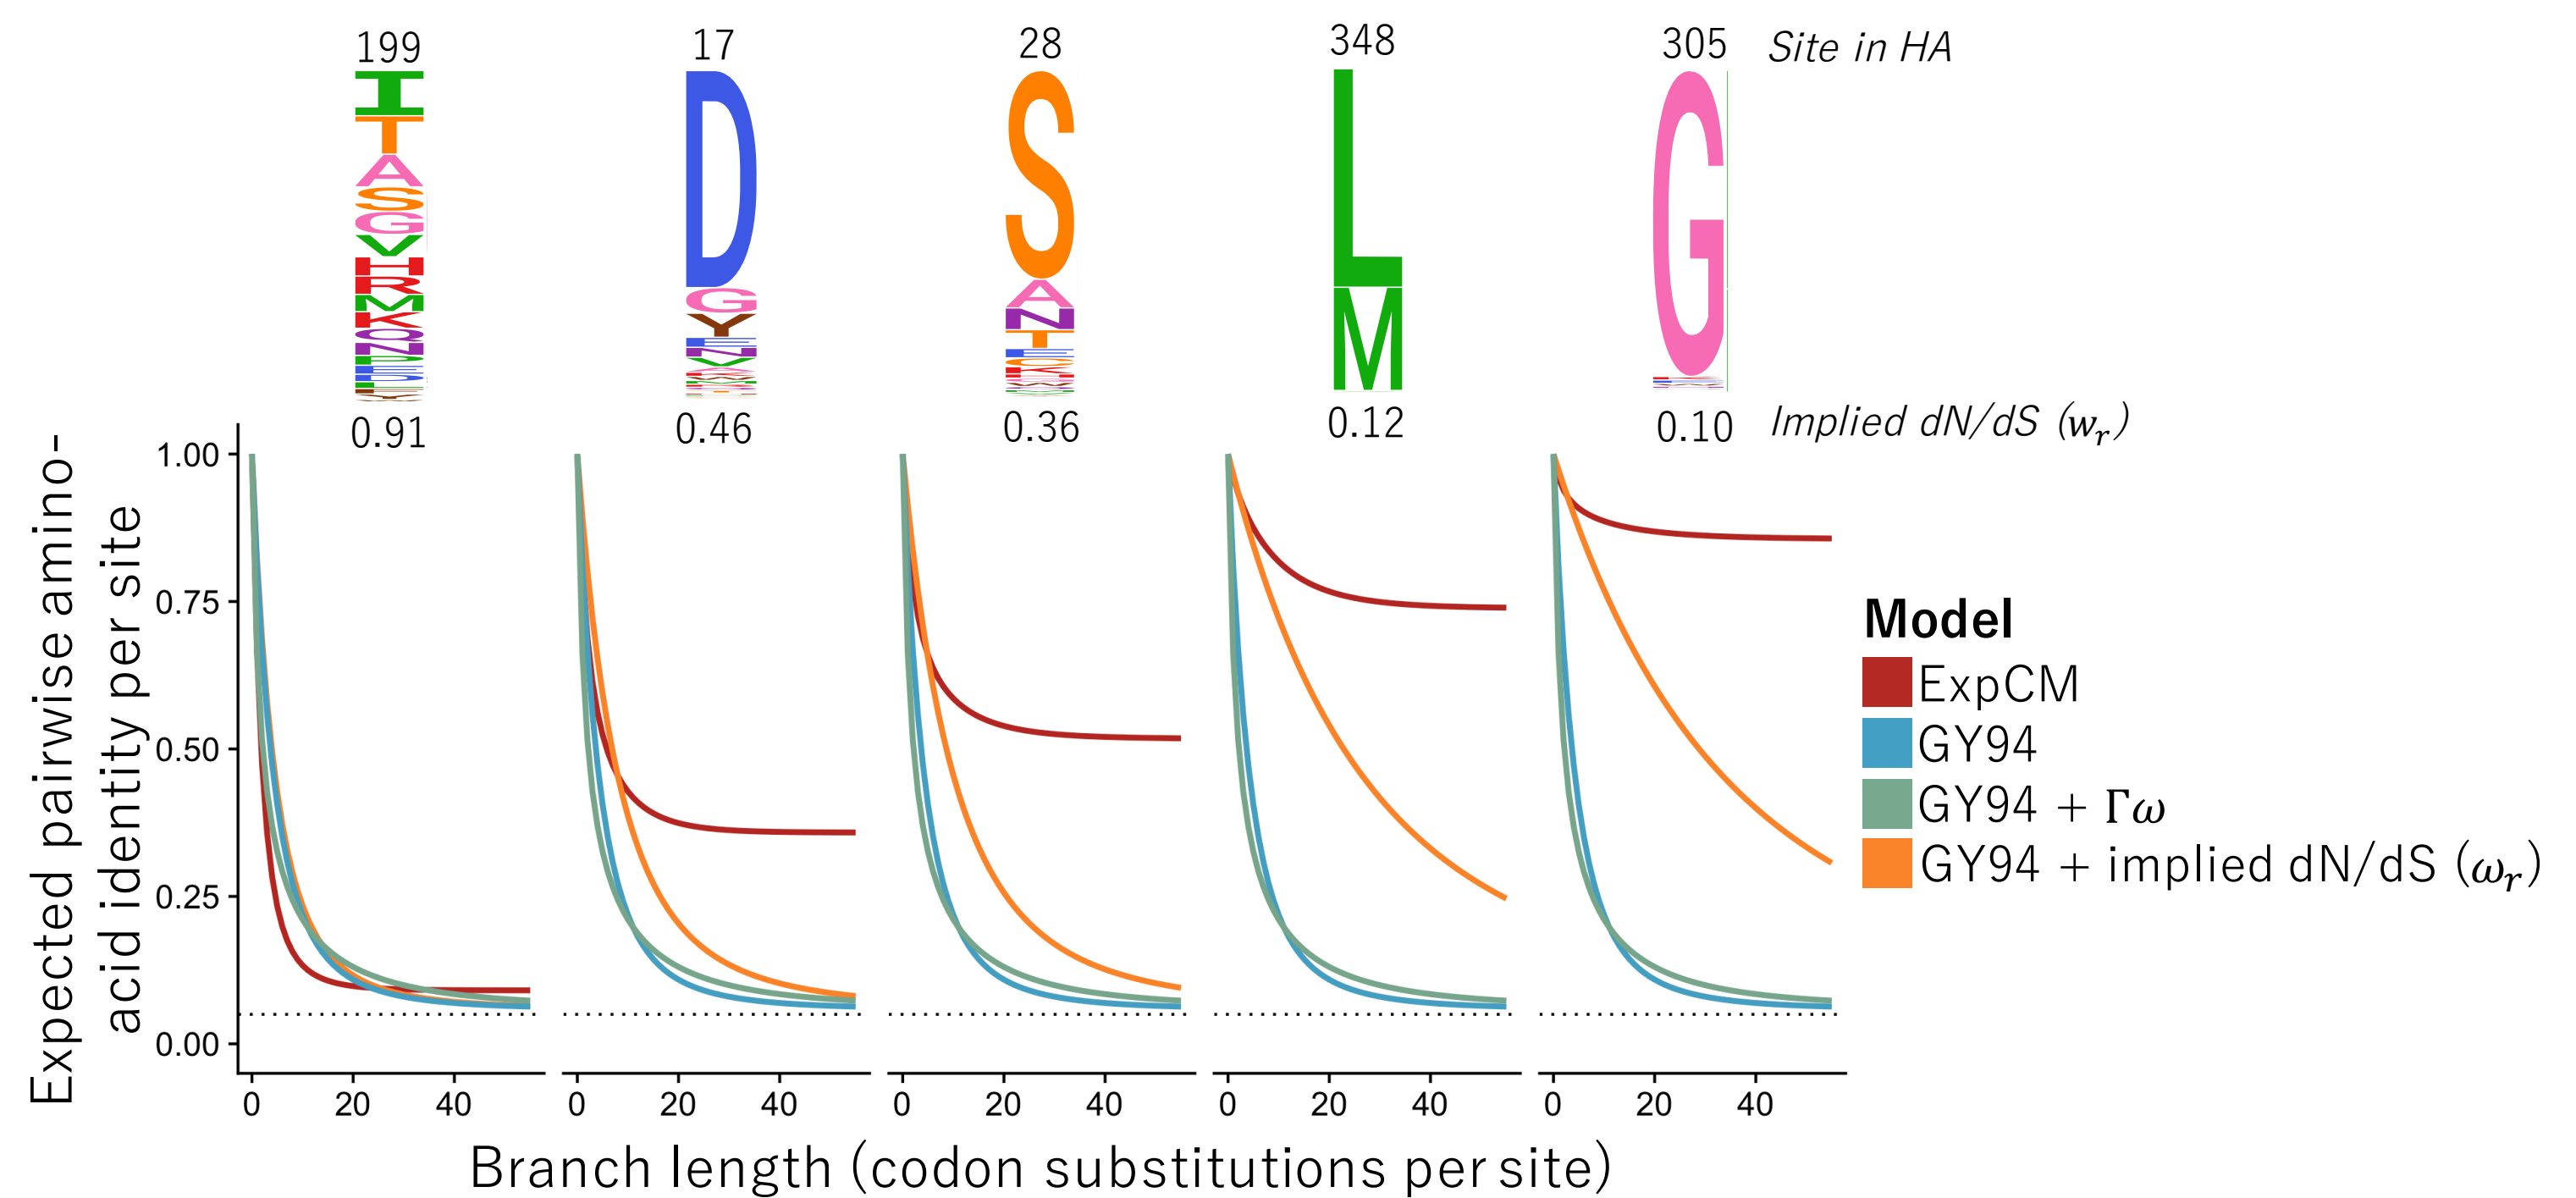 199 17 28 348 305 Site in HA
I D S L G
T
A
S
G
V
H
R
M
K
Q
N
P
E
D
L
G
Y
E
N
V
A
N
T
E
M
0.91 0.46 0.36 0.12 0.10 Implied dN/dS (wr)
Expected pairwise amino-
acid identity per site
1.00
0.75
0.50
0.25
0.00
0 20 40 0 20 40 0 20 40 0 20 40 0 20 40
Branch length (codon substitutions per site)
Model
ExpCM
GY94
GY94 + Γω
GY94 + implied dN/dS (ωr)